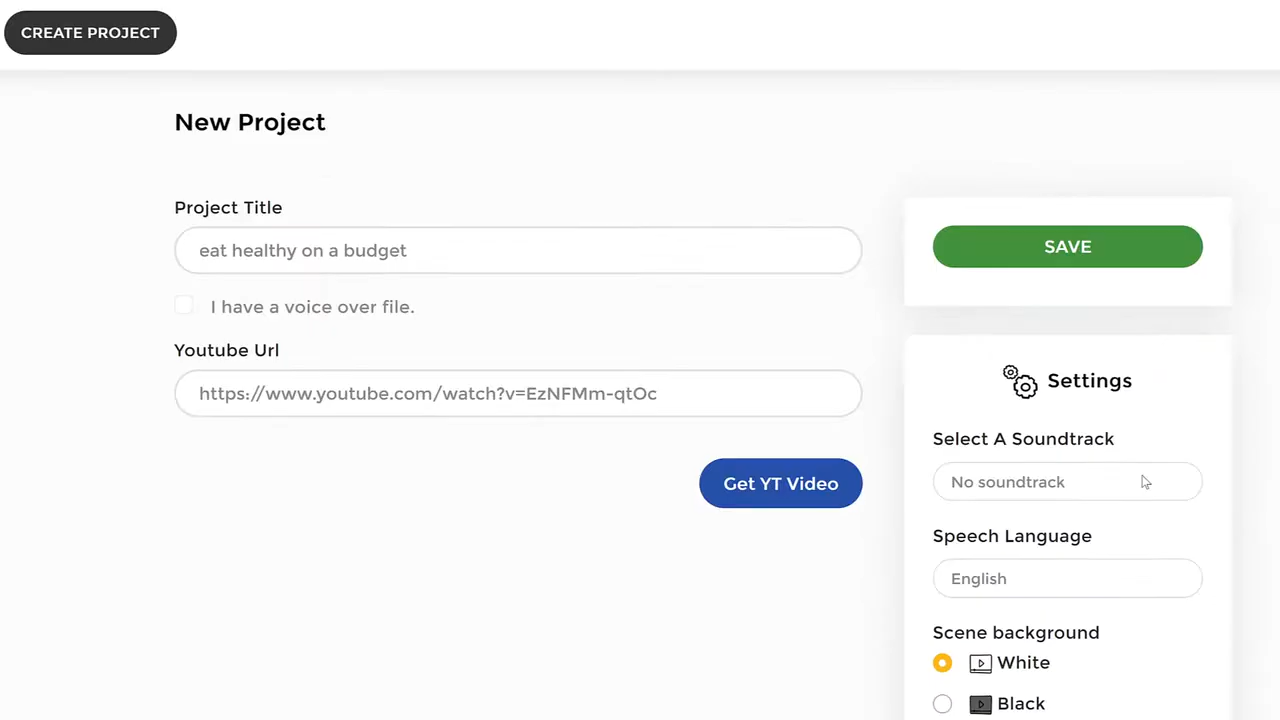 CREATE PROJECT
New Project
Project Title
eat healthy on a budget
I have a voice over file.
Youtube Url
https://www.youtube.com/watch?v=EzNFMm-qtOc
Get YT Video
SAVE
Settings
Select A Soundtrack
No soundtrack
Speech Language
English
Scene background
White
Black